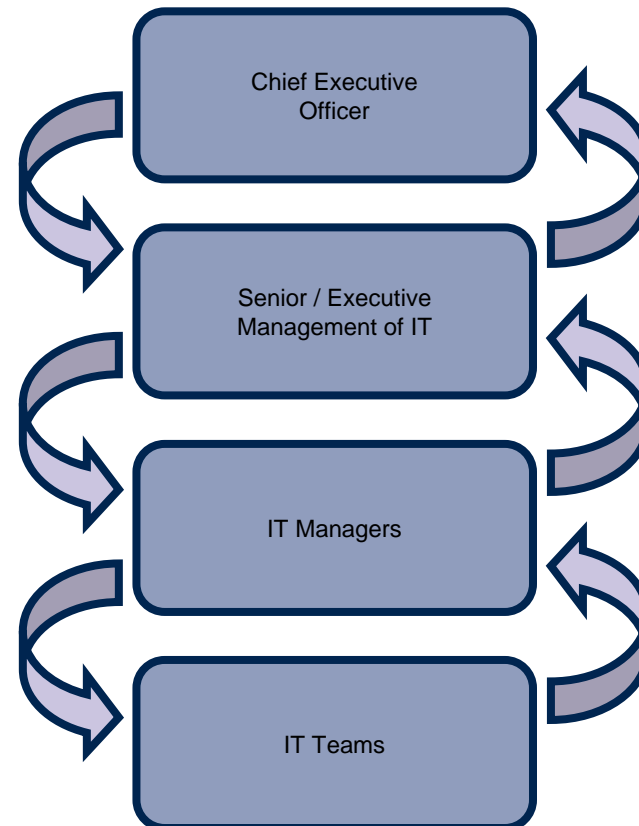 Chief Executive
Officer
Senior / Executive
Management of IT
IT Managers
IT Teams